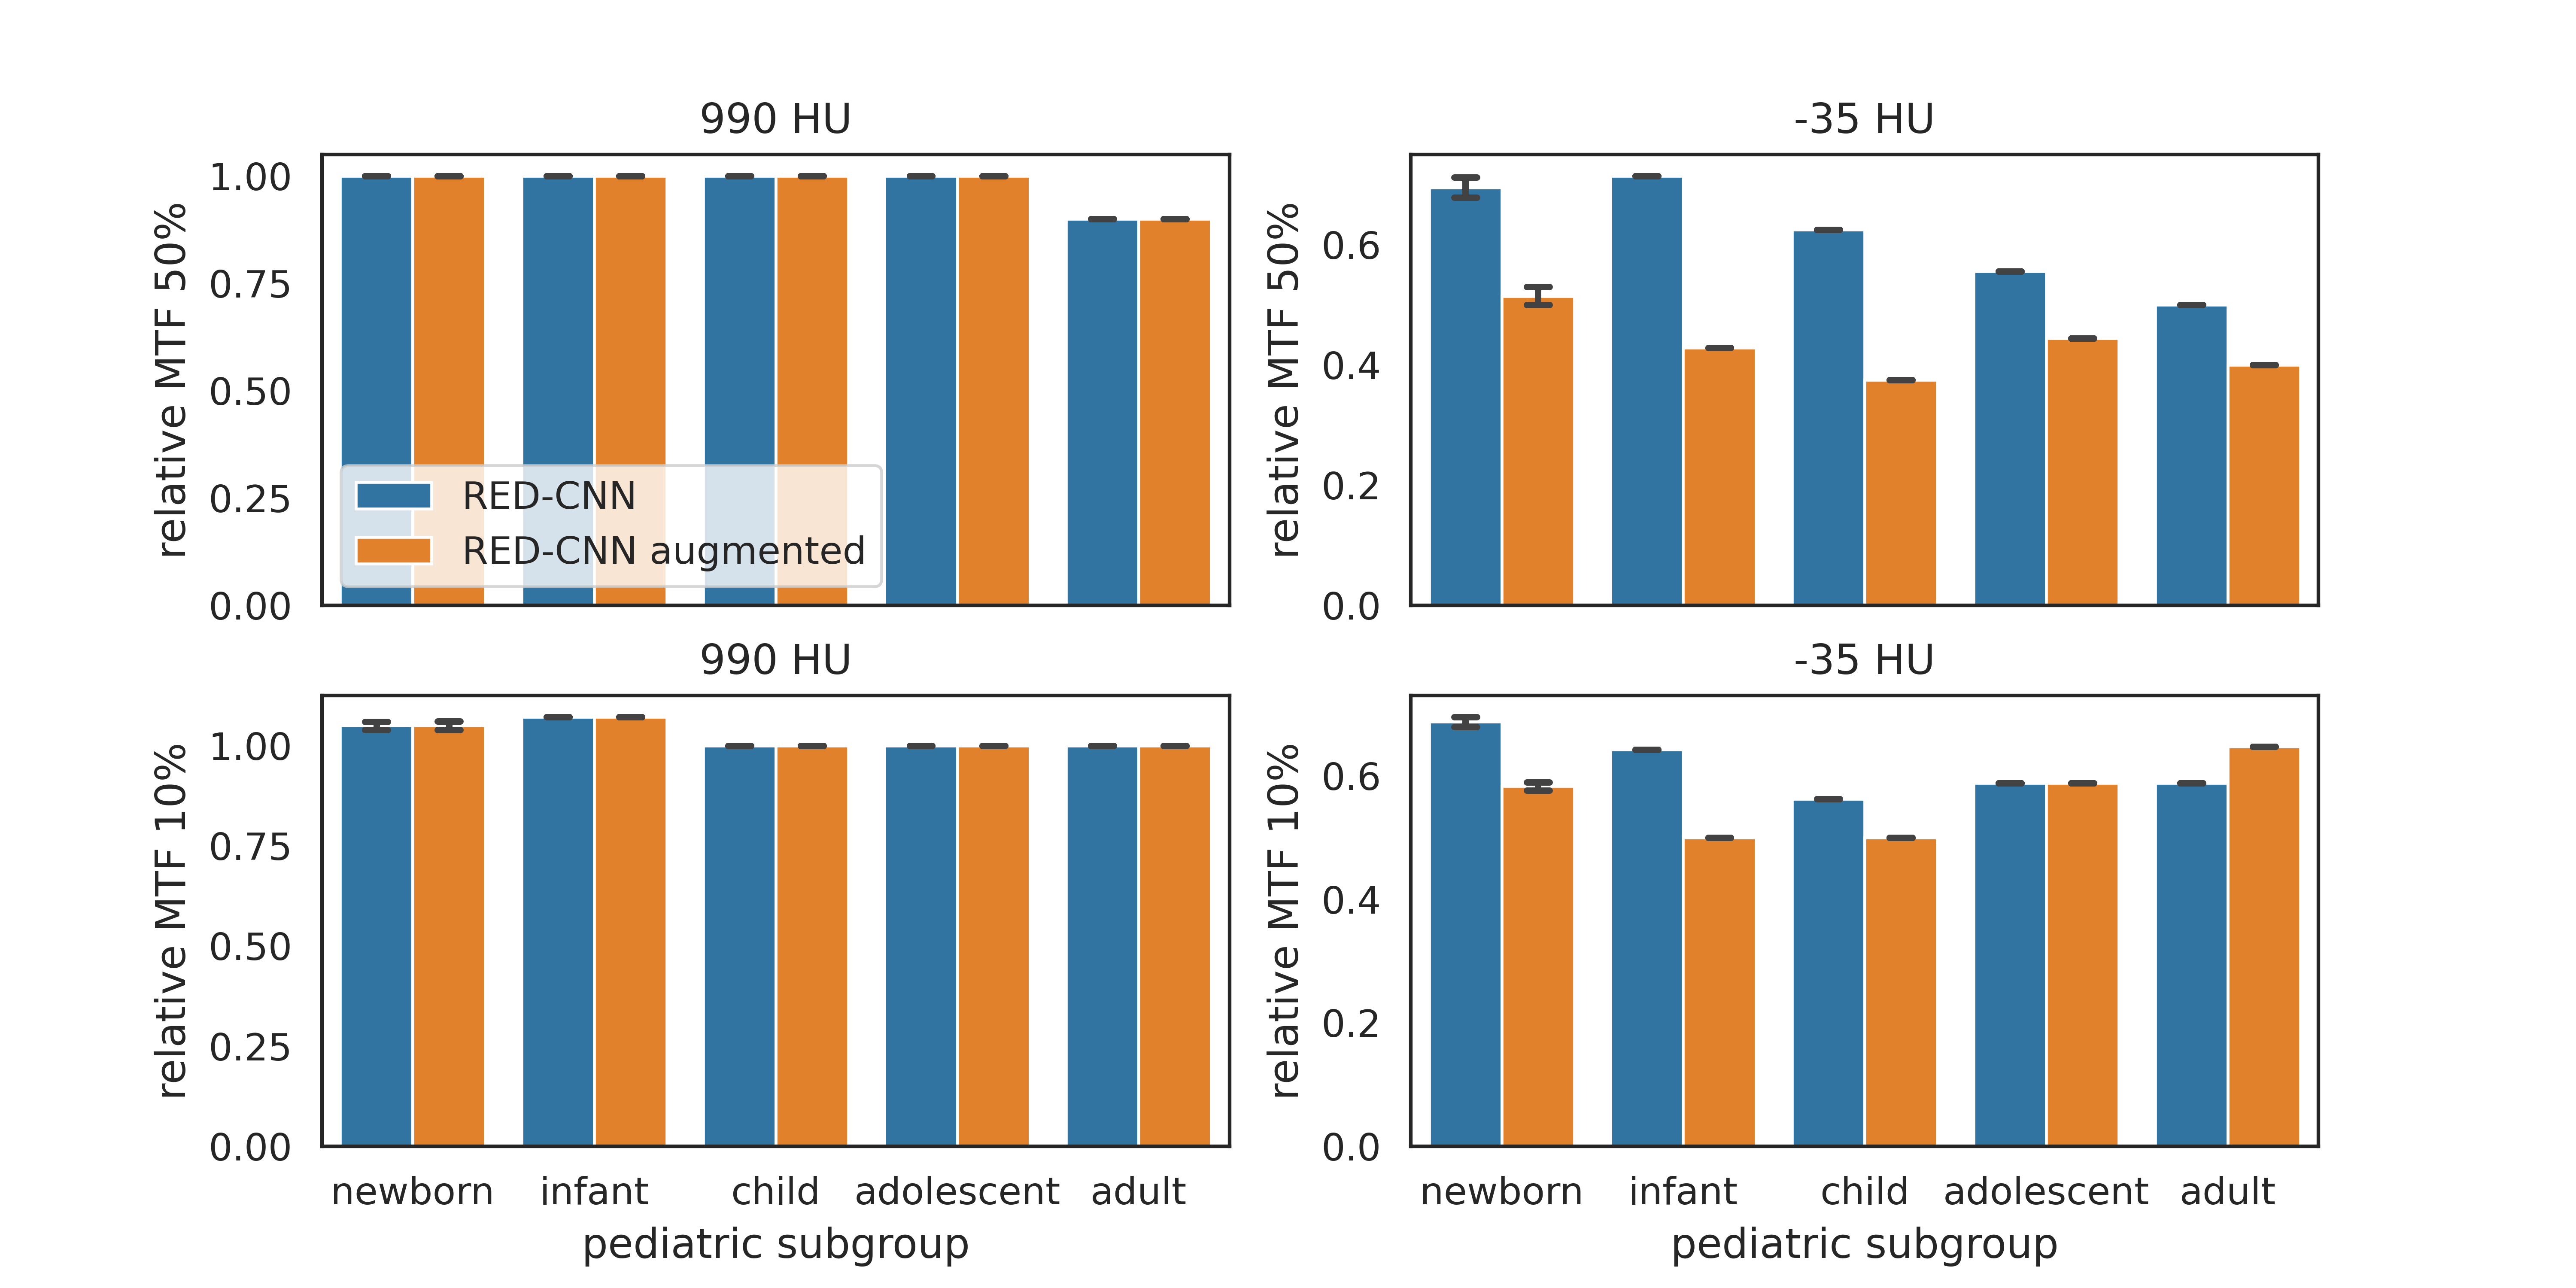 990 HU
relative MTF 50%
1.00
0.75
0.50
0.25
0.00
RED-CNN
RED-CNN augmented
-35 HU
relative MTF 50%
0.6
0.4
0.2
0.0
990 HU
relative MTF 10%
1.00
0.75
0.50
0.25
0.00
newborn infant child adolescent adult
pediatric subgroup
-35 HU
relative MTF 10%
0.6
0.4
0.2
0.0
newborn infant child adolescent adult
pediatric subgroup